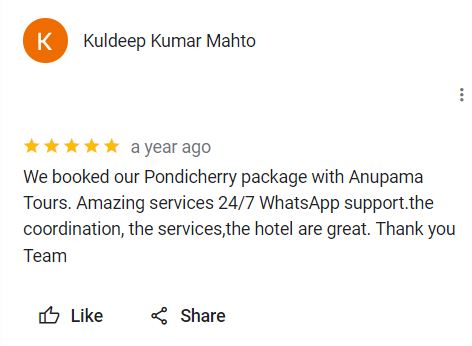 K
Kuldeep Kumar Mahto
a year ago
We booked our Pondicherry package with Anupama
Tours. Amazing services 24/7 WhatsApp support.the
coordination, the services,the hotel are great. Thank you
Team
Like
Share